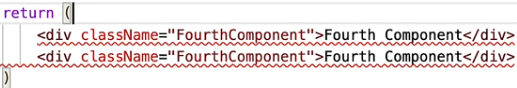 return (
    <div className="FourthComponent">Fourth Component</div>
    <div className="FourthComponent">Fourth Component</div>
)